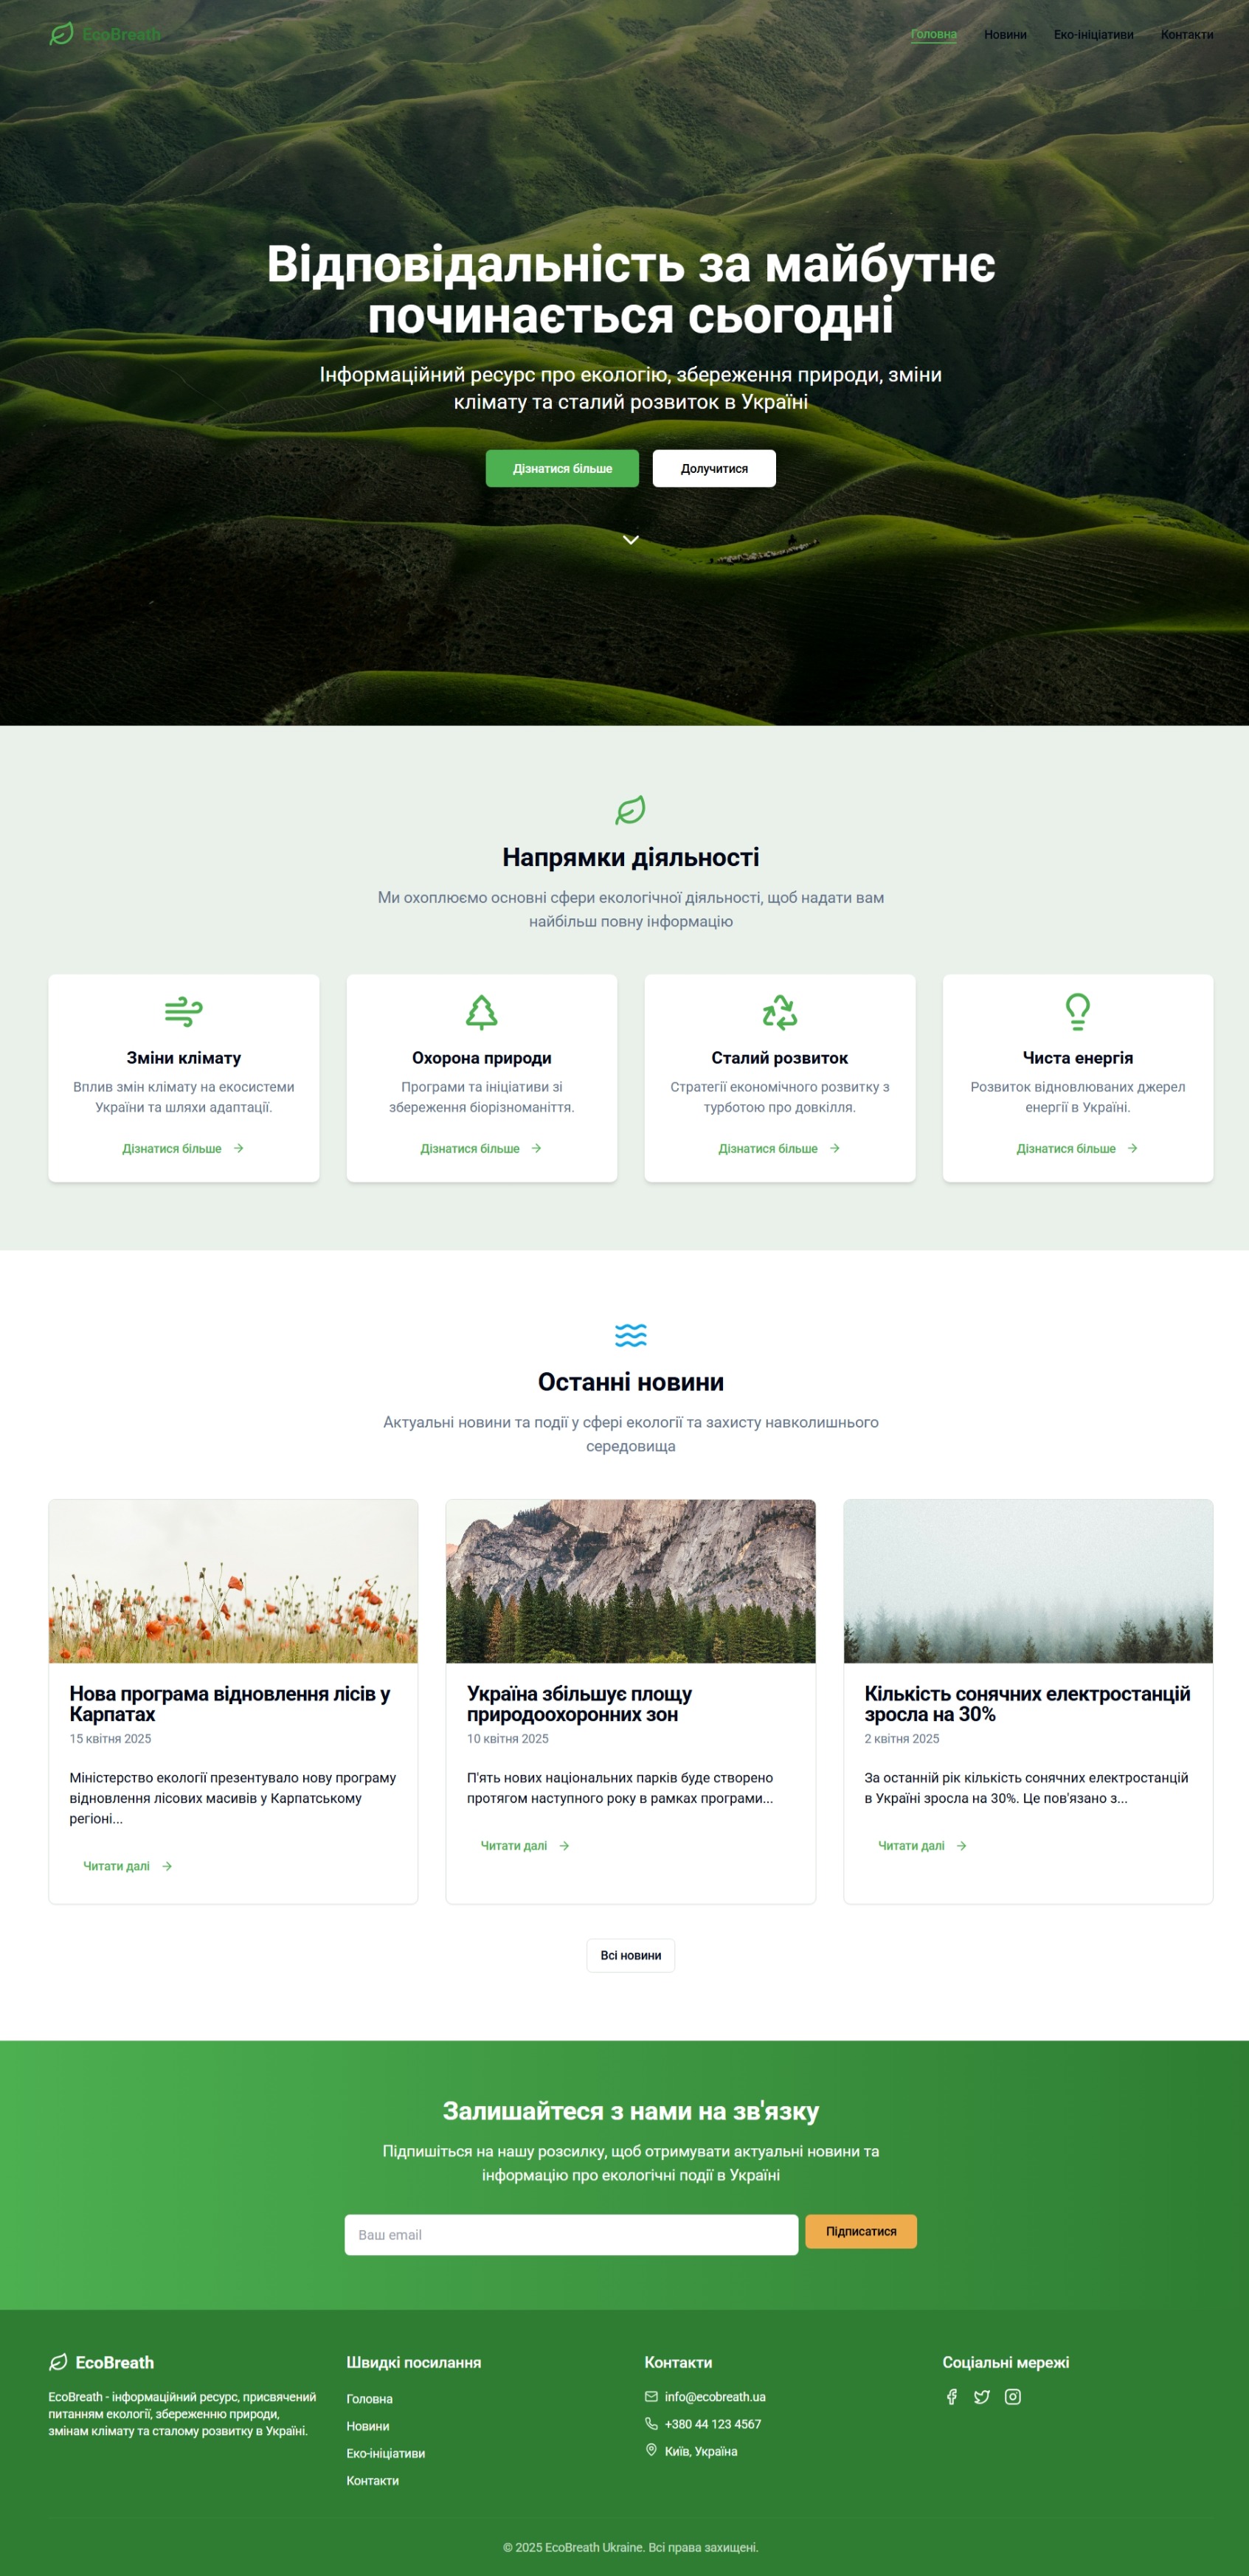 EcoBreath
Головна
Новини
Еко-ініціативи
Контакти
Відповідальність за майбутнє
починається сьогодні
Інформаційний ресурс про екологію, збереження природи, зміни
клімату та сталий розвиток в Україні
Дізнатися більше
Долучитися
Напрямки діяльності
Ми охоплюємо основні сфери екологічної діяльності, щоб надати вам
найбільш повну інформацію
Зміни клімату
Вплив змін клімату на екосистеми
України та шляхи адаптації.
Дізнатися більше
Охорона природи
Програми та ініціативи зі
збереження біорізноманіття.
Дізнатися більше
Сталий розвиток
Стратегії економічного розвитку з
турботою про довкілля.
Дізнатися більше
Чиста енергія
Розвиток відновлюваних джерел
енергії в Україні.
Дізнатися більше
Останні новини
Актуальні новини та події у сфері екології та захисту навколишнього
середовища
Нова програма відновлення лісів у
Карпатах
15 квітня 2025
Міністерство екології презентувало нову програму
відновлення лісових масивів у Карпатському
регіоні...
Читати далі
Україна збільшує площу
природоохоронних зон
10 квітня 2025
П'ять нових національних парків буде створено
протягом наступного року в рамках програми...
Читати далі
Кількість сонячних електростанцій
зросла на 30%
2 квітня 2025
За останній рік кількість сонячних електростанцій
в Україні зросла на 30%. Це пов'язано з...
Читати далі
Всі новини
Залишайтеся з нами на зв'язку
Підпишіться на нашу розсилку, щоб отримувати актуальні новини та
інформацію про екологічні події в Україні
Ваш email
Підписатися
EcoBreath
EcoBreath - інформаційний ресурс, присвячений
питанням екології, збереженню природи,
змінам клімату та сталому розвитку в Україні.
Швидкі посилання
Головна
Новини
Еко-ініціативи
Контакти
Контакти
info@ecobreath.ua
+380 44 123 4567
Київ, Україна
Соціальні мережі
© 2025 EcoBreath Ukraine. Всі права захищені.